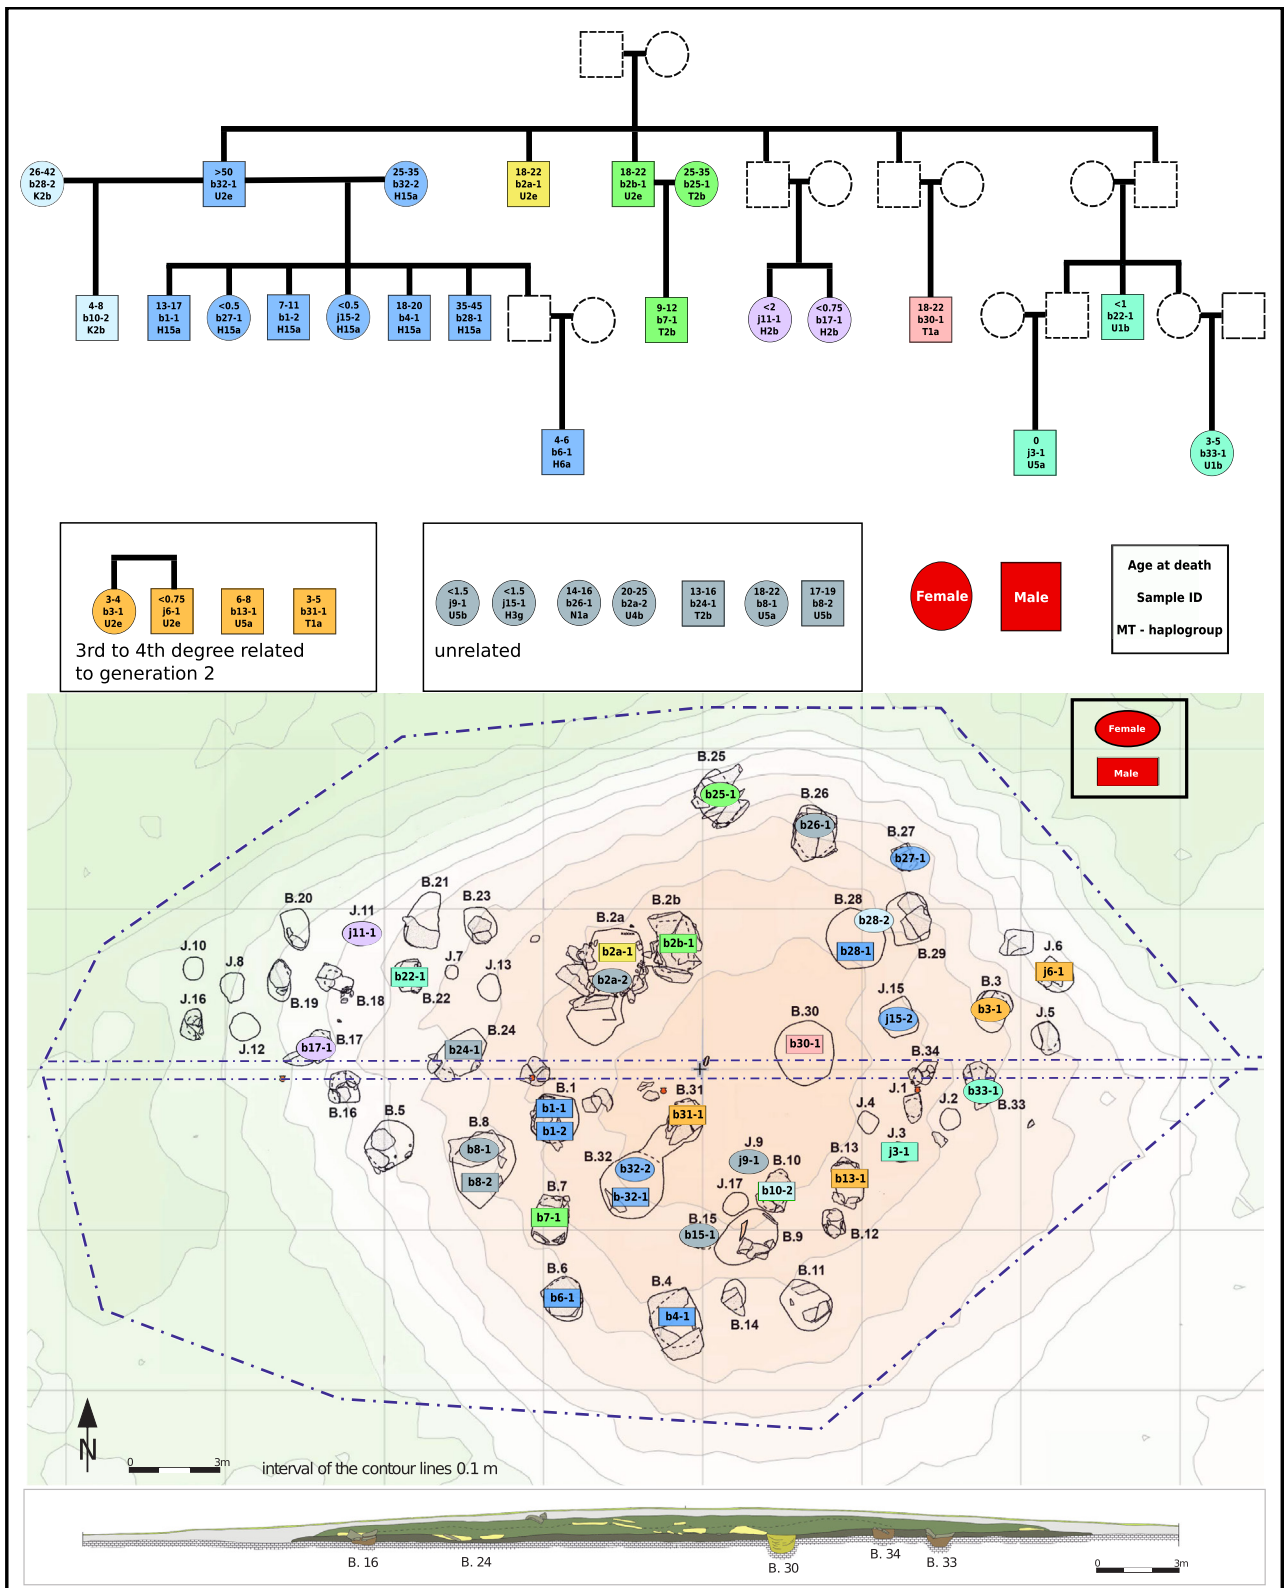 26-42
b28-2
K2b
>50
b32-1
U2e
25-35
b32-2
H15a
18-22
b2a-1
U2e
18-22
b2b-1
U2e
25-35
b25-1
T2b
4-8
b10-2
K2b
13-17
b1-1
H15a
<0.5
b27-1
H15a
7-11
b1-2
H15a
<0.5
j15-2
H15a
18-20
b4-1
H15a
35-45
b28-1
H15a
9-12
b7-1
T2b
<2
j11-1
H2b
<0.75
b17-1
H2b
18-22
b30-1
T1a
<1
b22-1
U1b
4-6
b6-1
H6a
0
j3-1
U5a
3-5
b33-1
U1b
3-4
b3-1
U2e
<0.75
j6-1
U2e
6-8
b13-1
U5a
3-5
b31-1
T1a
3rd to 4th degree related
to generation 2
<1.5
j9-1
U5b
<1.5
j15-1
H3g
14-16
b26-1
N1a
20-25
b2a-2
U4b
13-16
b24-1
T2b
18-22
b8-1
U5a
17-19
b8-2
U5b
unrelated
Female
Male
Age at death
Sample ID
MT - haplogroup
Female
Male
B.25
b25-1
B.26
b26-1
B.27
b27-1
B.20
J.11
j11-1
B.21
B.23
B.2a
b2a-1
b2a-2
B.2b
b2b-1
B.28
b28-2
b28-1
B.29
J.10
J.8
B.19
B.18
b22-1
B.22
J.7
J.13
J.6
j6-1
J.16
J.12
b17-1
B.17
B.24
b24-1
B.30
b30-1
J.15
j15-2
B.3
b3-1
J.5
0
B.16
B.5
B.1
b1-1
b1-2
B.31
b31-1
B.34
J.1
J.4
J.2
b33-1
B.33
B.8
b8-1
b8-2
B.32
b32-2
b-32-1
J.9
j9-1
B.10
b10-2
B.13
b13-1
J.3
j3-1
B.7
b7-1
J.17
B.15
b15-1
B.9
B.12
B.6
b6-1
B.4
b4-1
B.14
B.11
N
0 3m
interval of the contour lines 0.1 m
B. 16
B. 24
B. 30
B. 34
B. 33
0 3m